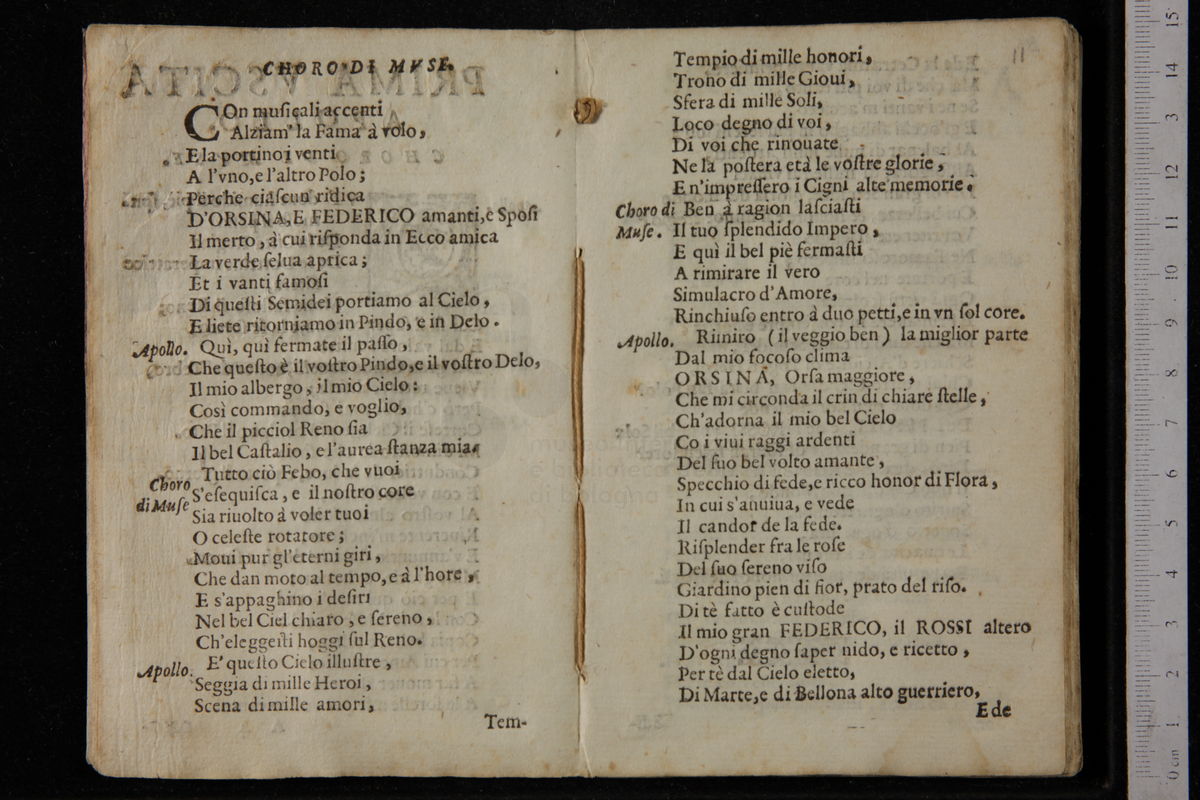 CHORO DI MVSE.
COn muſicali accenti
Alziam' la Fama à volo,
E la portino i venti
A l'vno, e l'altro Polo;
Perche ciaſcun ridica
D'ORSINA, E FEDERICO amanti, e Spoſi
Il merto, à cui riſponda in Ecco amica
La verde ſelua aprica;
Et i vanti famoſi
Di queſti Semidei portiamo al Cielo,
E liete ritorniamo in Pindo, e in Delo.
Apollo. Quì, quì fermate il paſſo,
Che queſto è il voſtro Pindo, e il voſtro Delo,
Il mio albergo, il mio Cielo:
Così commando, e voglio,
Che il picciol Reno ſia
Il bel Caſtalio, e l'aurea ſtanza mia.
Choro Tutto ciò Febo, che vuoi
di Muſe S'eſequiſca, e il noſtro core
Sia riuolto à voler tuoi
O celeſte rotatore;
Moui pur gl'eterni giri,
Che dan moto al tempo, e à l'hore,
E s'appaghino i deſiri
Nel bel Ciel chiaro, e ſereno,
Ch'eleggeſti hoggi ſul Reno.
Apollo. E' queſto Cielo illuſtre,
Seggia di mille Heroi,
Scena di mille amori,
Tem-
11
Tempio di mille honori,
Trono di mille Gioui,
Sfera di mille Soli,
Loco degno di voi,
Di voi che rinouate
Ne la poſtera età le voſtre glorie,
E n'impreſſero i Cigni alte memorie.
Choro di Ben à ragion laſciaſti
Muſe. Il tuo ſplendido Impero,
E quì il bel piè fermaſti
A rimirare il vero
Simulacro d'Amore,
Rinchiuſo entro à duo petti, e in vn ſol core.
Apollo. Rimiro (il veggio ben) la miglior parte
Dal mio focoſo clima
ORSINA, Orſa maggiore,
Che mi circonda il crin di chiare ſtelle,
Ch'adorna il mio bel Cielo
Co i viui raggi ardenti
Del ſuo bel volto amante,
Specchio di fede, e ricco honor di Flora,
In cui s'auuiua, e vede
Il candor de la fede.
Riſplender fra le roſe
Del ſuo ſereno viſo
Giardino pien di fior, prato del riſo.
Di tè fatto è cuſtode
Il mio gran FEDERICO, il ROSSI altero
D'ogni degno ſaper nido, e ricetto,
Per tè dal Cielo eletto,
Di Marte, e di Bellona alto guerriero,
E de